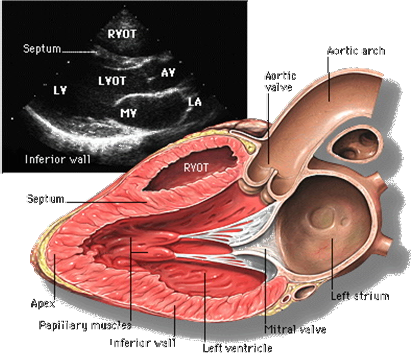 RVOT
Septum
LVOT
AV
LV
LA
MV
Inferior wall
Aortic arch
Aortic valve
RVOT
Septum
Left atrium
Apex
Papillary muscles
Mitral valve
Inferior wall
Left ventricle